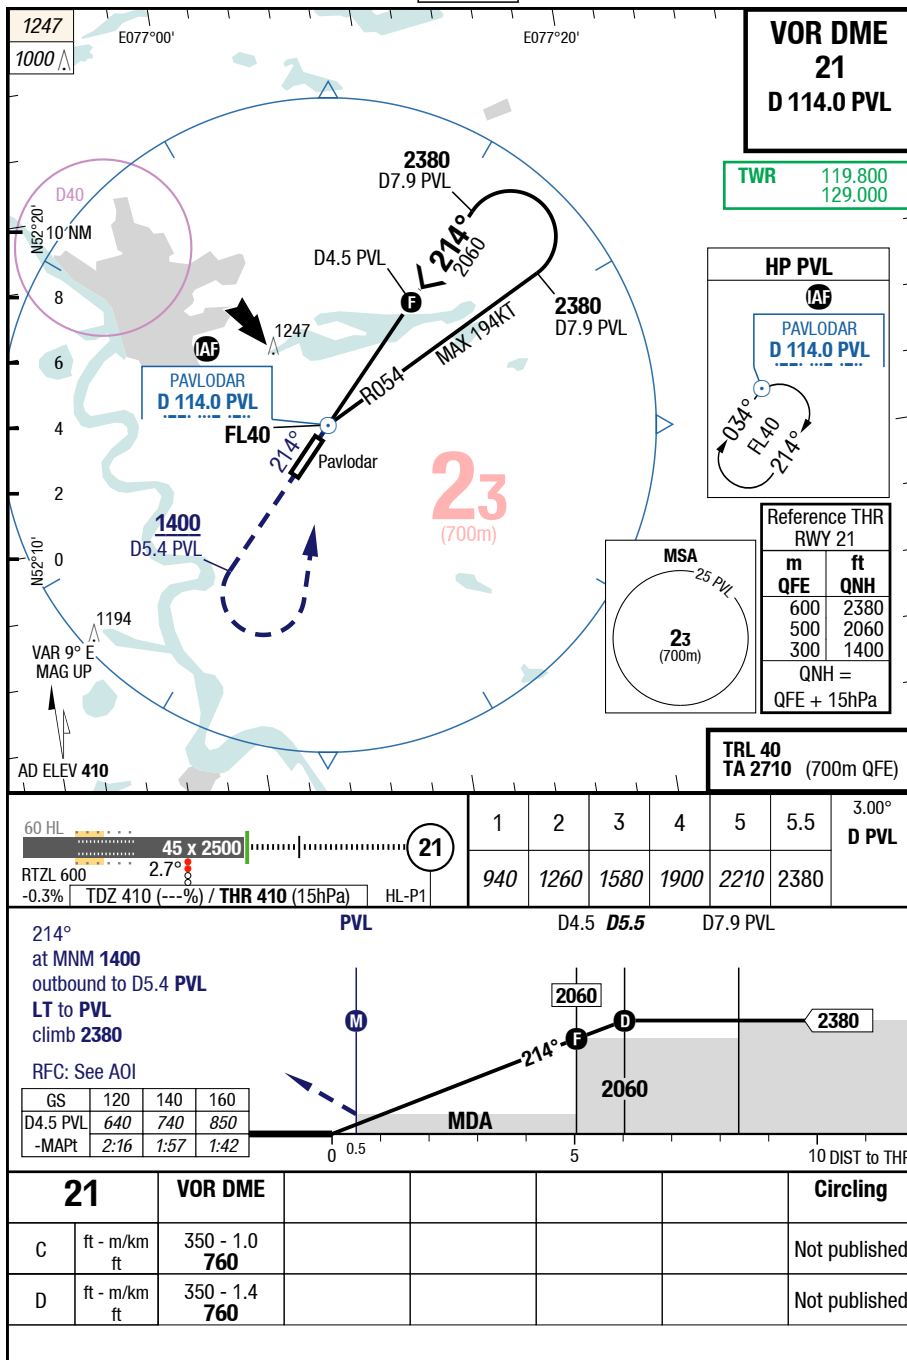 1247
1000
E077°00'
E077°20'
VOR DME
21
D 114.0 PVL
TWR 119.800
129.000
D40
N52°20'
10 NM
8
6
4
2
0
N52°10'
2380
D7.9 PVL
D4.5 PVL
F
214°
2060
2380
D7.9 PVL
MAX 194KT
R054
1247
IAF
PAVLODAR
D 114.0 PVL
FL40
214°
Pavlodar
1400
D5.4 PVL
23
(700m)
1194
VAR 9° E
MAG UP
AD ELEV 410
HP PVL
IAF
PAVLODAR
D 114.0 PVL
034°
FL40
214°
MSA
25 PVL
23
(700m)
Reference THR
RWY 21
m ft
QFE QNH
600 2380
500 2060
300 1400
QNH =
QFE + 15hPa
TRL 40
TA 2710 (700m QFE)
60 HL
45 x 2500
21
RTZL 600
2.7°
-0.3% TDZ 410 (---%) / THR 410 (15hPa) HL-P1
1 2 3 4 5 5.5 3.00°
D PVL
940 1260 1580 1900 2210 2380
214°
at MNM 1400
outbound to D5.4 PVL
LT to PVL
climb 2380
RFC: See AOI
PVL D4.5 D5.5 D7.9 PVL
2060
M D 2380
F
214°
2060
MDA
GS 120 140 160
D4.5 PVL 640 740 850
-MAPt 2:16 1:57 1:42
0 0.5 5 10 DIST to THR
21 VOR DME Circling
C ft - m/km 350 - 1.0 Not published
ft 760
D ft - m/km 350 - 1.4 Not published
ft 760